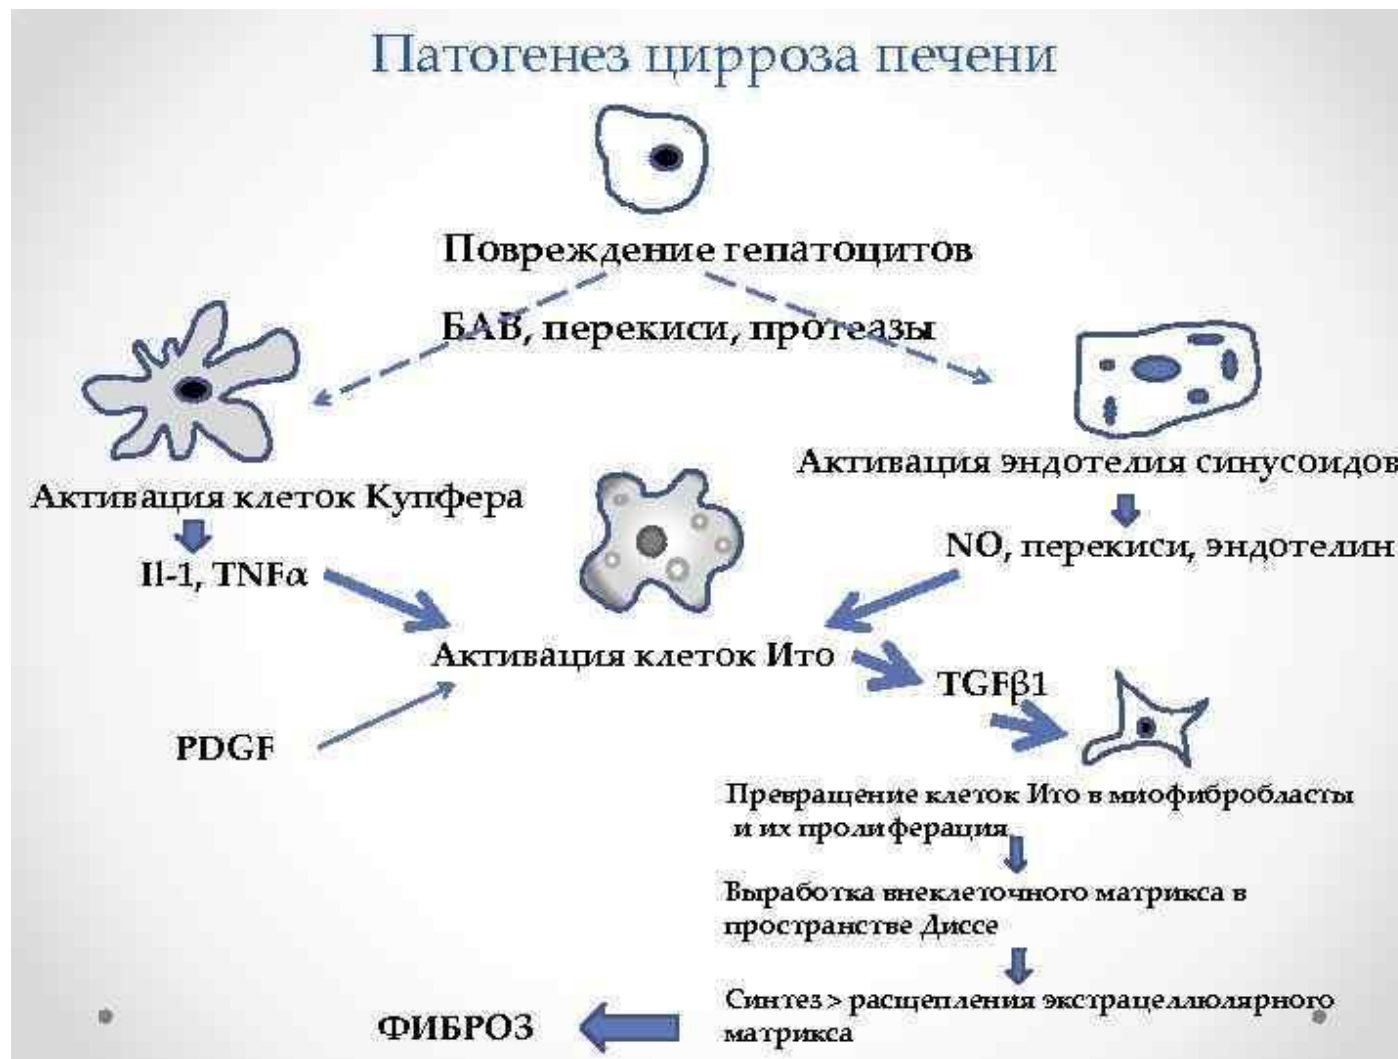 Патогенез цирроза печени
Повреждение гепатоцитов
БАВ, перекиси, протеазы
Активация эндотелия синусоидов
Активация клеток Купфера
NO, перекиси, эндотелин
Il-1, TNFα
Активация клеток Ито
TGFβ1
PDGF
Превращение клеток Ито в миофибробласты
и их пролиферация
Выработка внеклеточного матрикса в
пространстве Диссе
Синтез > расщепления экстрацеллюлярного
матрикса
ФИБРОЗ